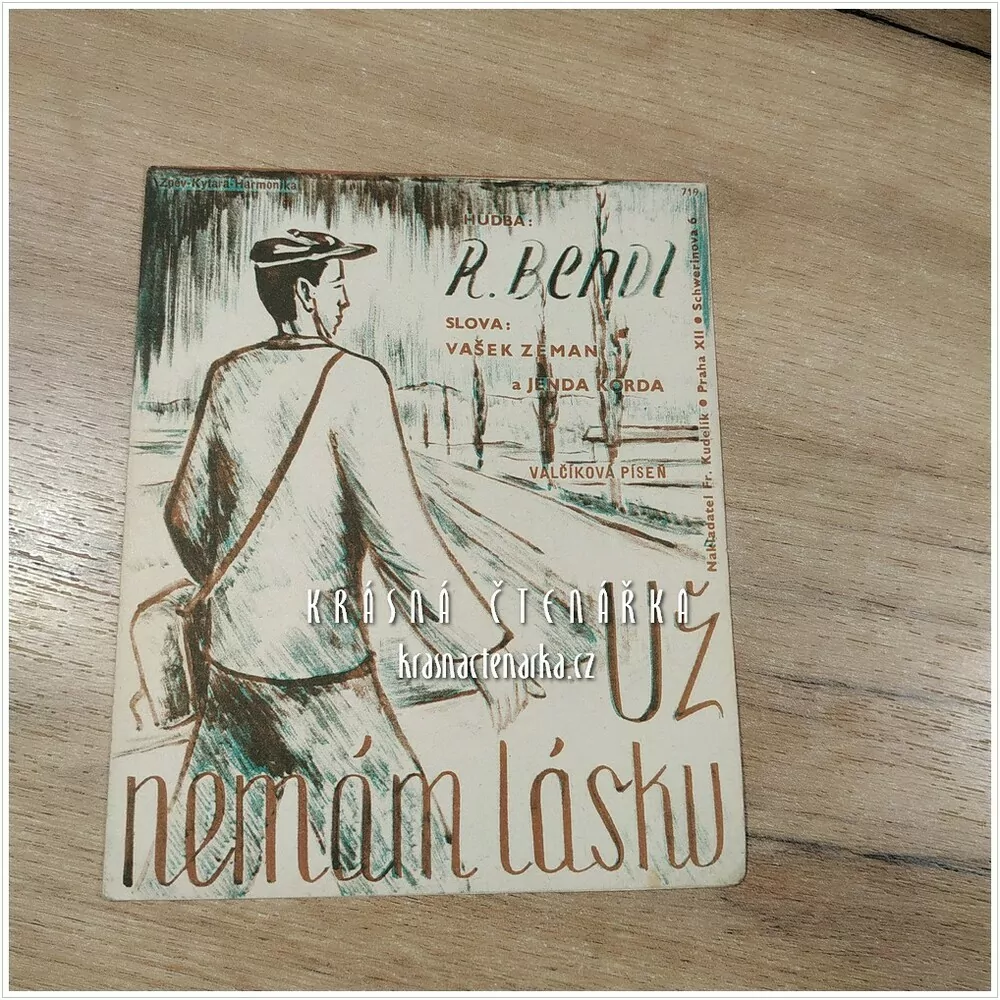 Zpěv-Kytara-Harmonika
719
HUDBA:
R. BENDL
SLOVA:
VAŠEK ZEMAN
a JENDA KORDA
VALČÍKOVÁ PÍSEŇ
Nakladatel Fr. Kudelík • Praha XII • Schwerinova 6
KRÁSNÁ ČTENÁŘKA
krasnactenarka.cz
Už
nemám lásku